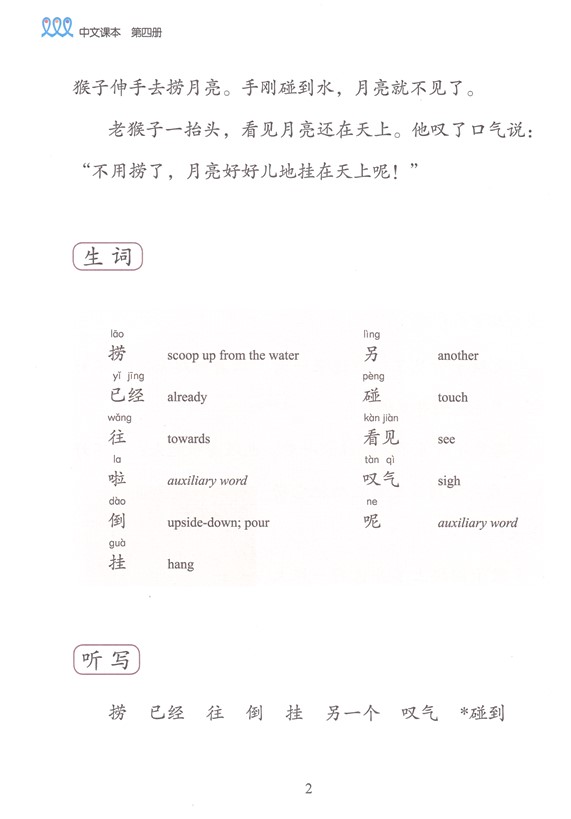 中文课本 第四册
猴子伸手去捞月亮。手刚碰到水，月亮就不见了。
老猴子一抬头，看见月亮还在天上。他叹了口气说：
“不用捞了，月亮好好儿地挂在天上呢！”
生词
lāo lìng
捞 scoop up from the water 另 another
yǐ jīng pèng
已经 already 碰 touch
wǎng kàn jiàn
往 towards 看见 see
la tàn qì
啦 auxiliary word 叹气 sigh
dào ne
倒 upside-down; pour 呢 auxiliary word
guà
挂 hang
听写
捞 已经 往 倒 挂 另一个 叹气 *碰到
2